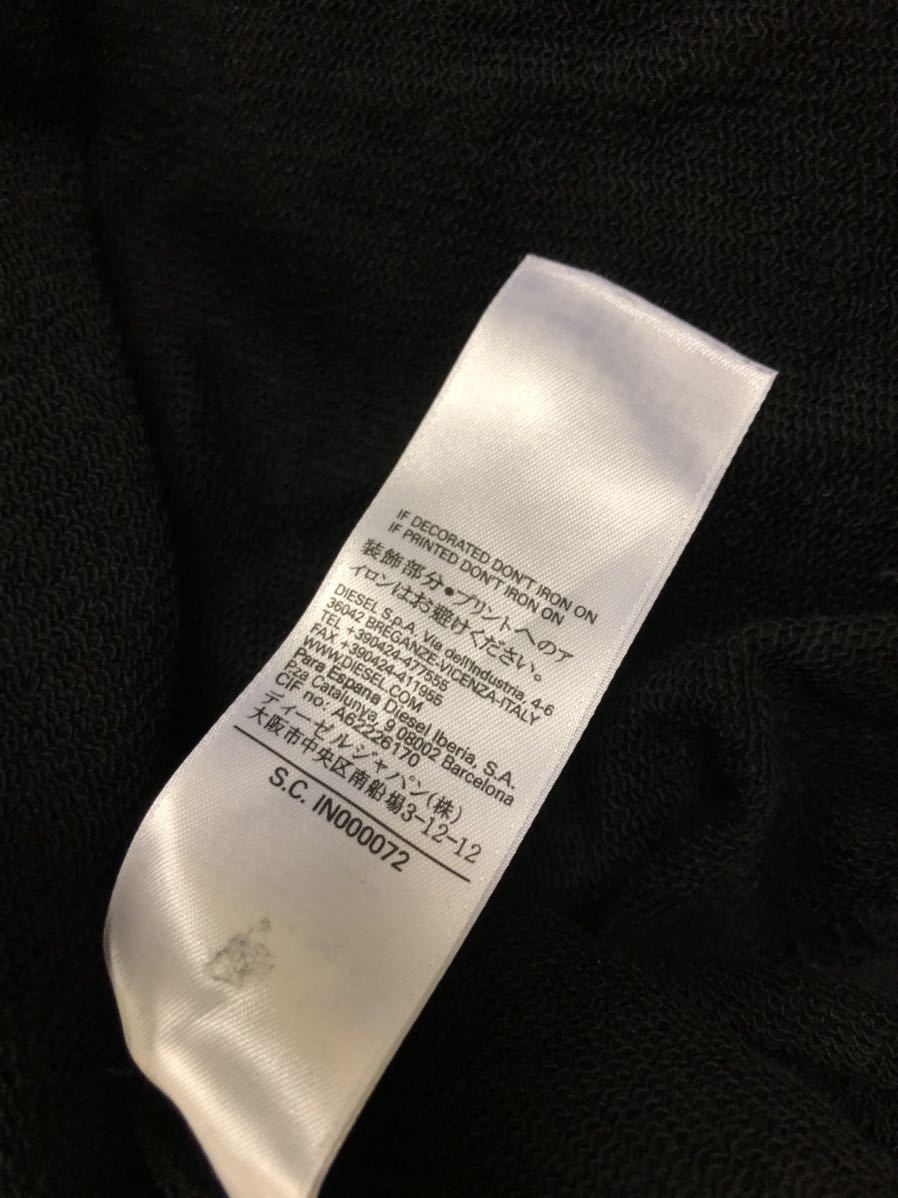 IF DECORATED DON'T IRON ON
IF PRINTED DON'T IRON ON
装飾部分•プリントへのア
イロンはお避けください。
DIESEL S.p.A. Via dell'Industria, 4-6
36042 BREGANZE-VICENZA-ITALY
TEL +390424-477555
FAX +390424-411955
WWW.DIESEL.COM
Para Espana Diesel Iberia, S.A.
P.za Catalunya, 9 08002 Barcelona
CIF no: A62226170
ディーゼルジャパン(株)
大阪市中央区南船場3-12-12
S.C. IN000072